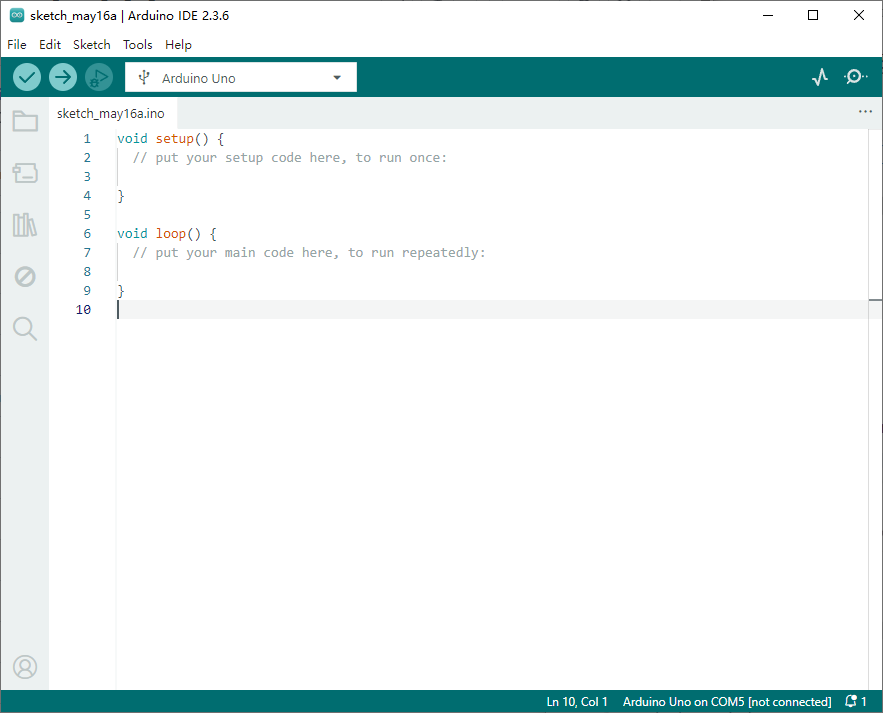 sketch_may16a | Arduino IDE 2.3.6
File Edit Sketch Tools Help
Arduino Uno
sketch_may16a.ino
1 void setup() {
2 // put your setup code here, to run once:
3
4 }
5
6 void loop() {
7 // put your main code here, to run repeatedly:
8
9 }
10
Ln 10, Col 1 Arduino Uno on COM5 [not connected] 1